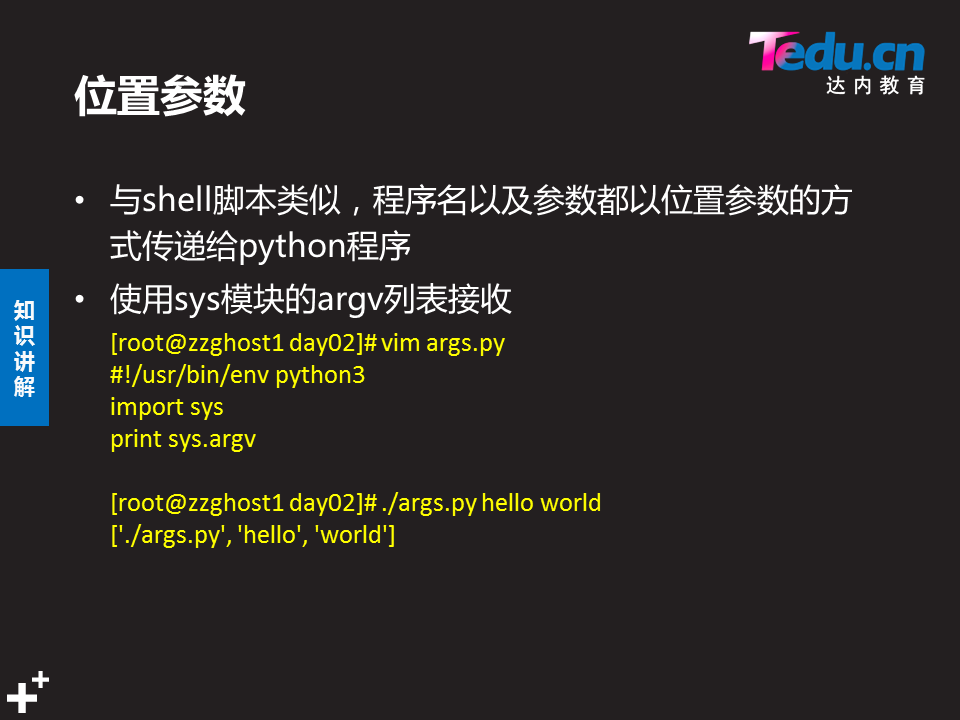 Tedu.cn
达内教育
位置参数
• 与shell脚本类似，程序名以及参数都以位置参数的方
式传递给python程序
• 使用sys模块的argv列表接收
[root@zzghost1 day02]# vim args.py
#!/usr/bin/env python3
import sys
print sys.argv
[root@zzghost1 day02]# ./args.py hello world
['./args.py', 'hello', 'world']
知
识
讲
解